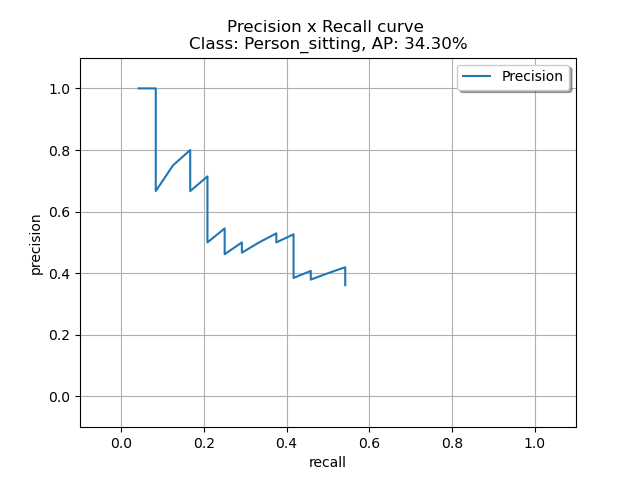 Precision x Recall curve
Class: Person_sitting, AP: 34.30%
Precision
precision
1.0
0.8
0.6
0.4
0.2
0.0
0.0 0.2 0.4 0.6 0.8 1.0
recall